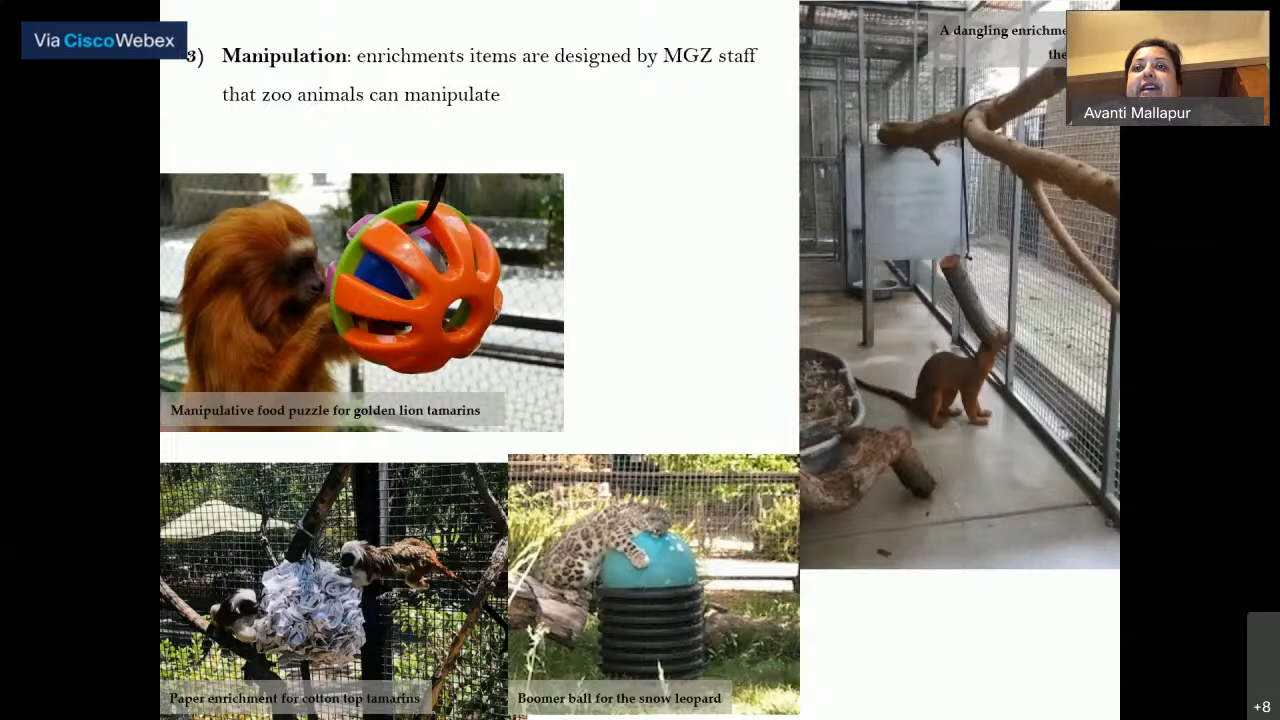 Via CiscoWebex
3) Manipulation: enrichments items are designed by MGZ staff
that zoo animals can manipulate
A dangling
the
Avanti Mallapur
Manipulative food puzzle for golden lion tamarins
Paper enrichment for cotton top tamarins
Boomer ball for the snow leopard
+8